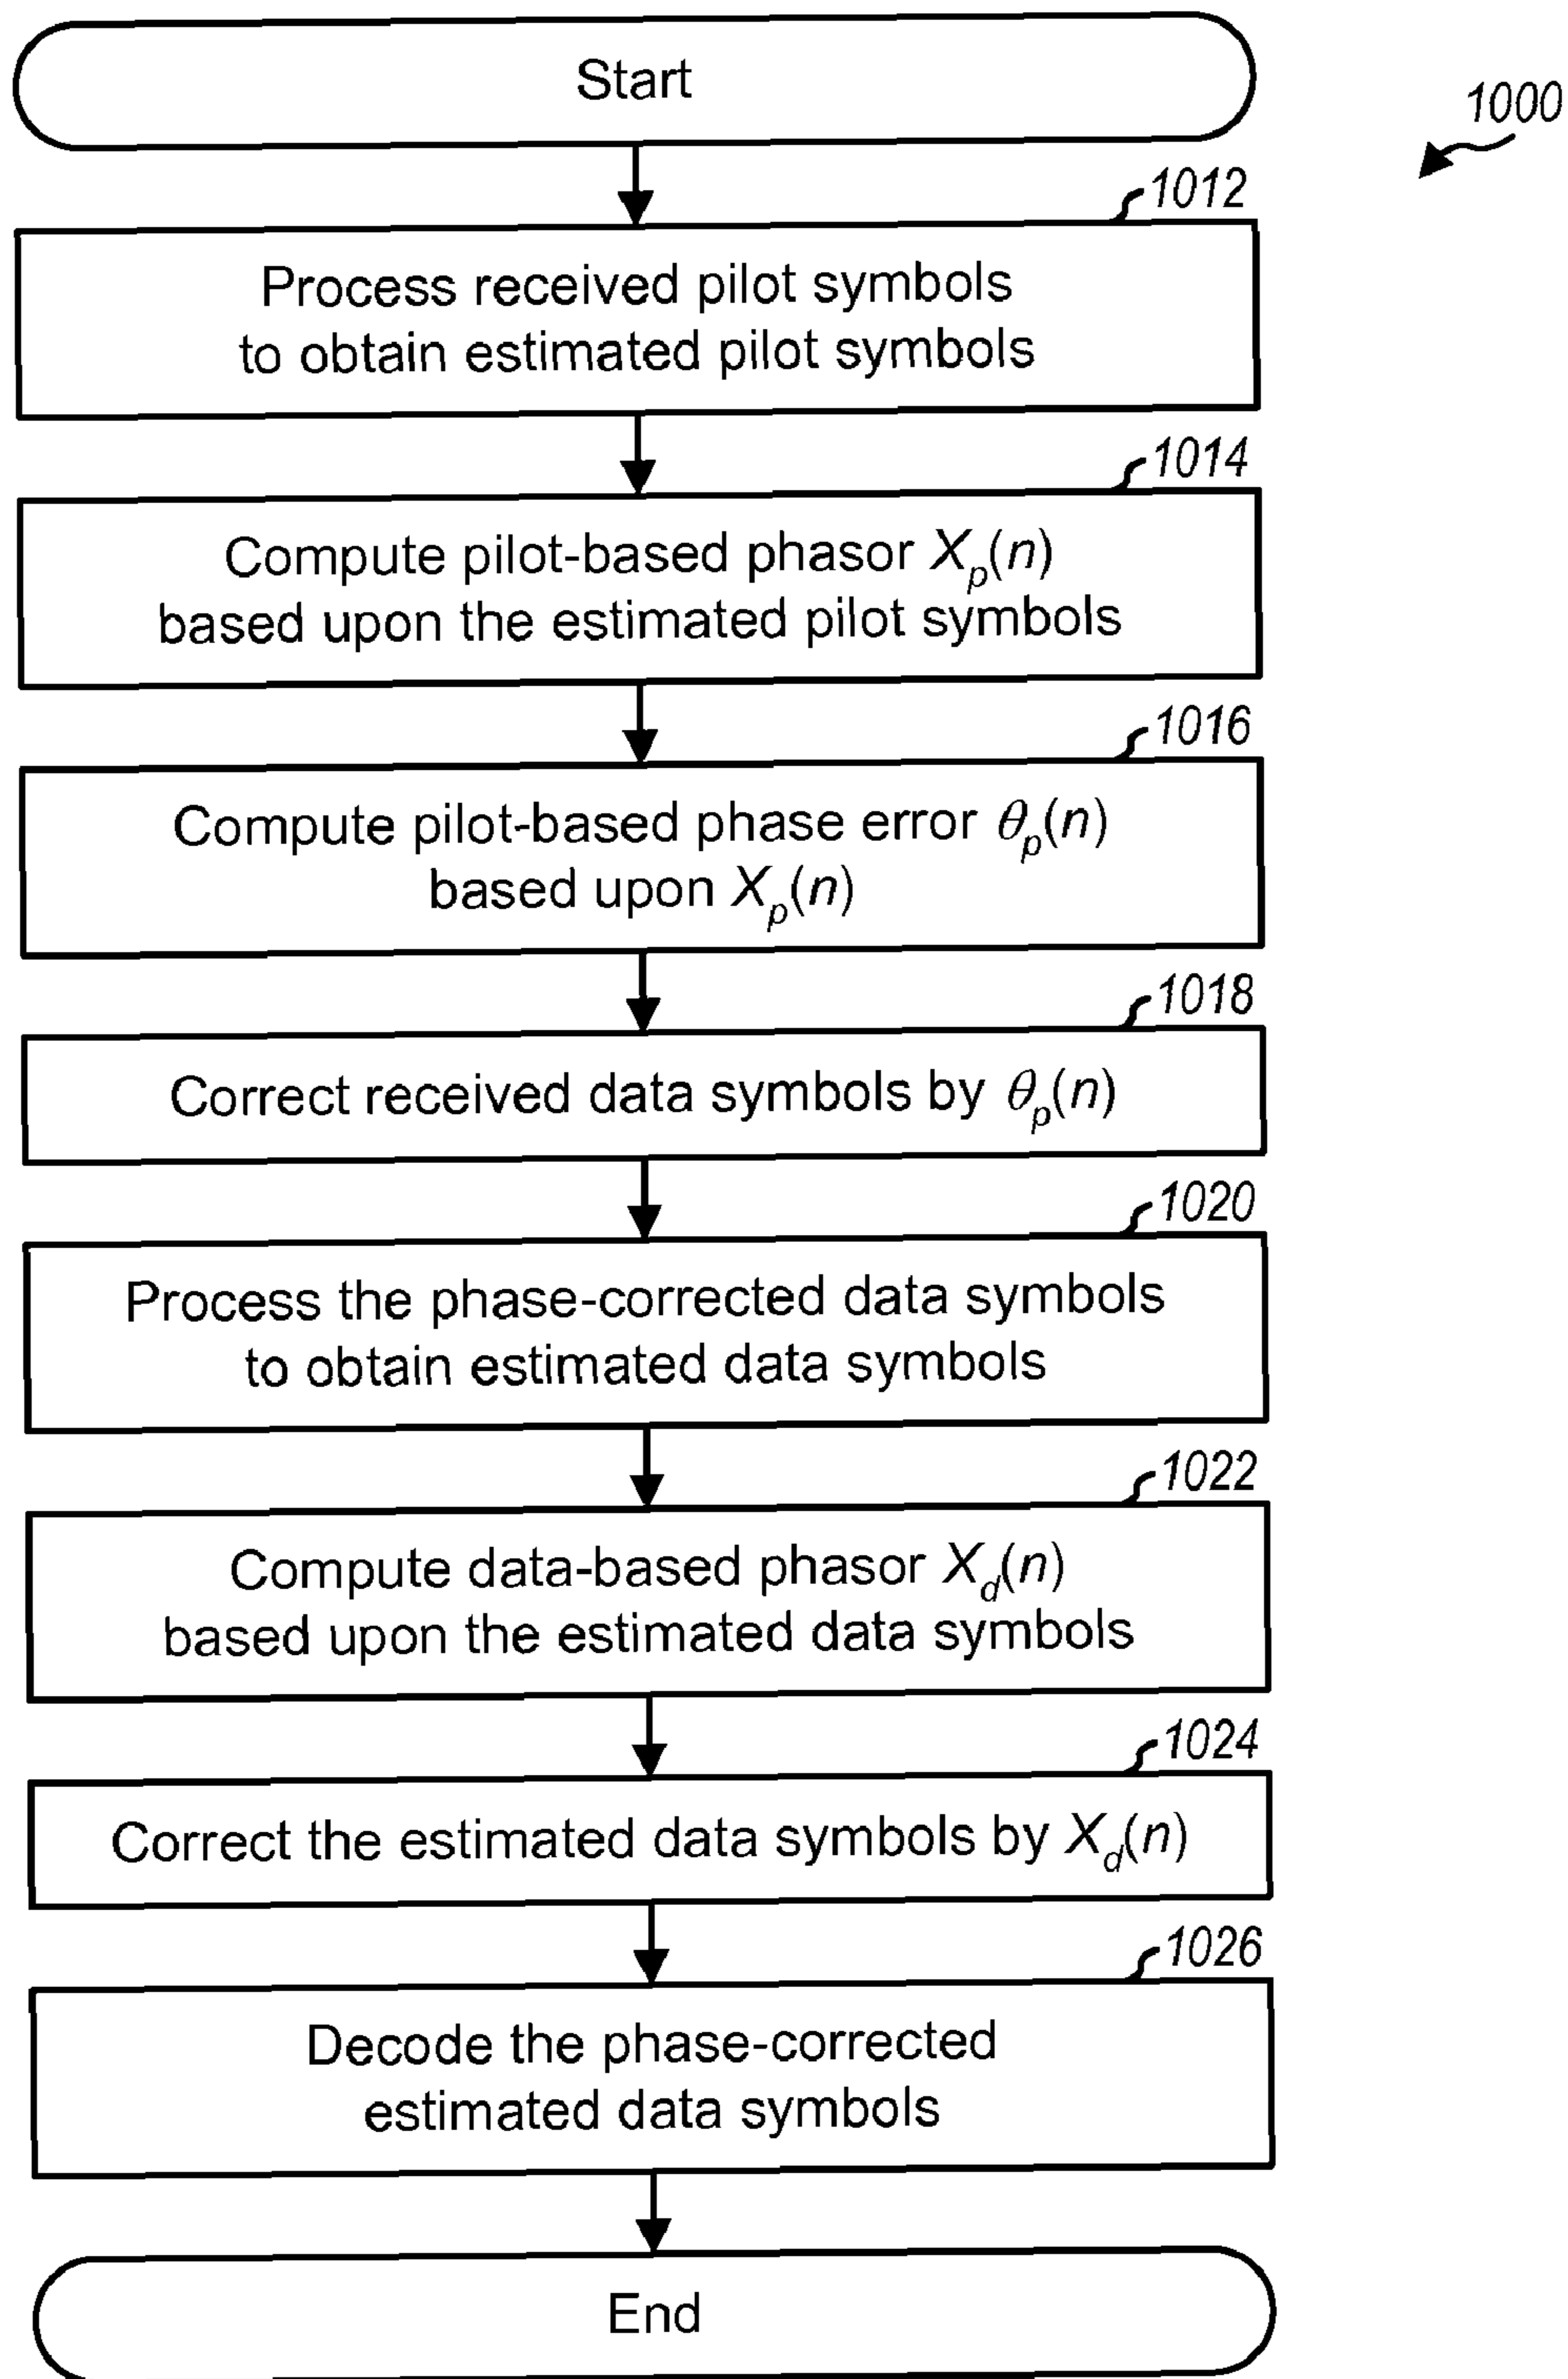 Start
1000
1012
Process received pilot symbols
to obtain estimated pilot symbols
1014
Compute pilot-based phasor Xp(n)
based upon the estimated pilot symbols
1016
Compute pilot-based phase error θp(n)
based upon Xp(n)
1018
Correct received data symbols by θp(n)
1020
Process the phase-corrected data symbols
to obtain estimated data symbols
1022
Compute data-based phasor Xd(n)
based upon the estimated data symbols
1024
Correct the estimated data symbols by Xd(n)
1026
Decode the phase-corrected
estimated data symbols
End